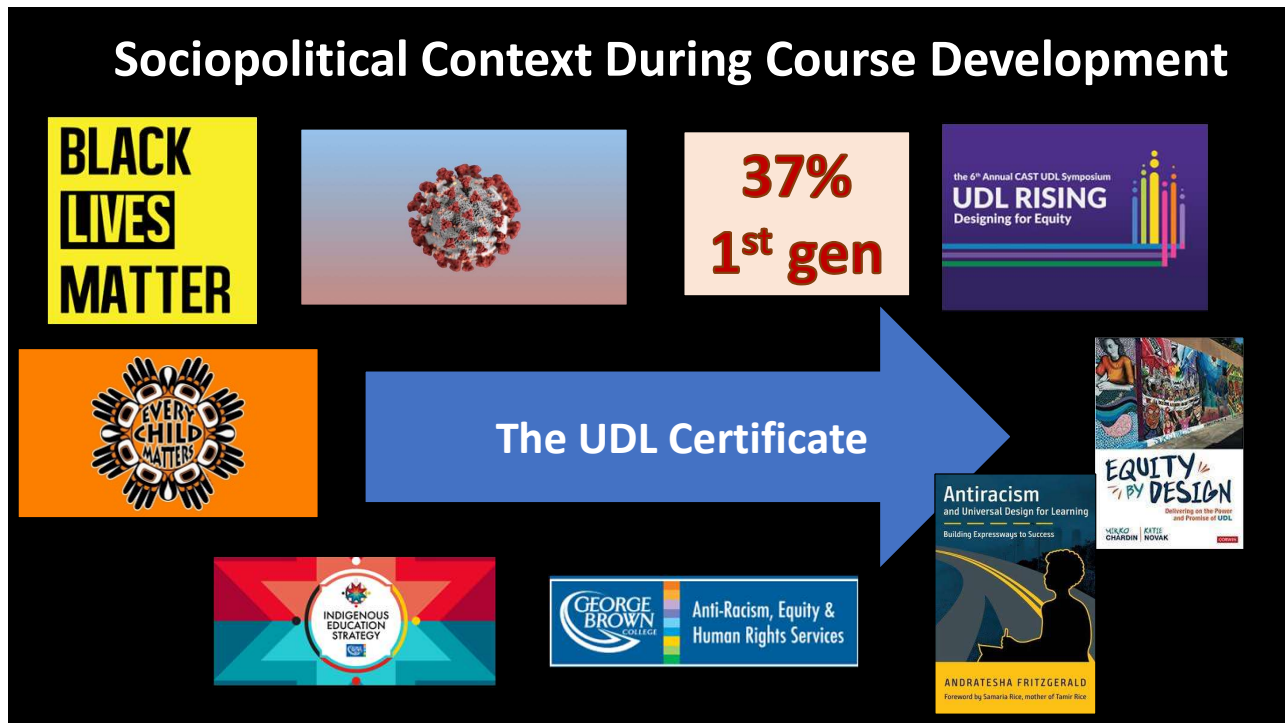 Sociopolitical Context During Course Development
BLACK
LIVES
MATTER
37%
1st gen
the 6th Annual CAST UDL Symposium
UDL RISING
Designing for Equity
EVERY
CHILD
MATTERS
The UDL Certificate
EQUITY
BY DESIGN
Delivering on the Power
and Promise of UDL
MIRKO
CHARDIN
KATIE
NOVAK
CORWIN
Antiracism
and Universal Design for Learning
Building Expressways to Success
ANDRATESHA FRITZGERALD
Foreword by Samaria Rice, mother of Tamir Rice
INDIGENOUS
EDUCATION
STRATEGY
GEORGE
BROWN
COLLEGE
Anti-Racism, Equity &
Human Rights Services